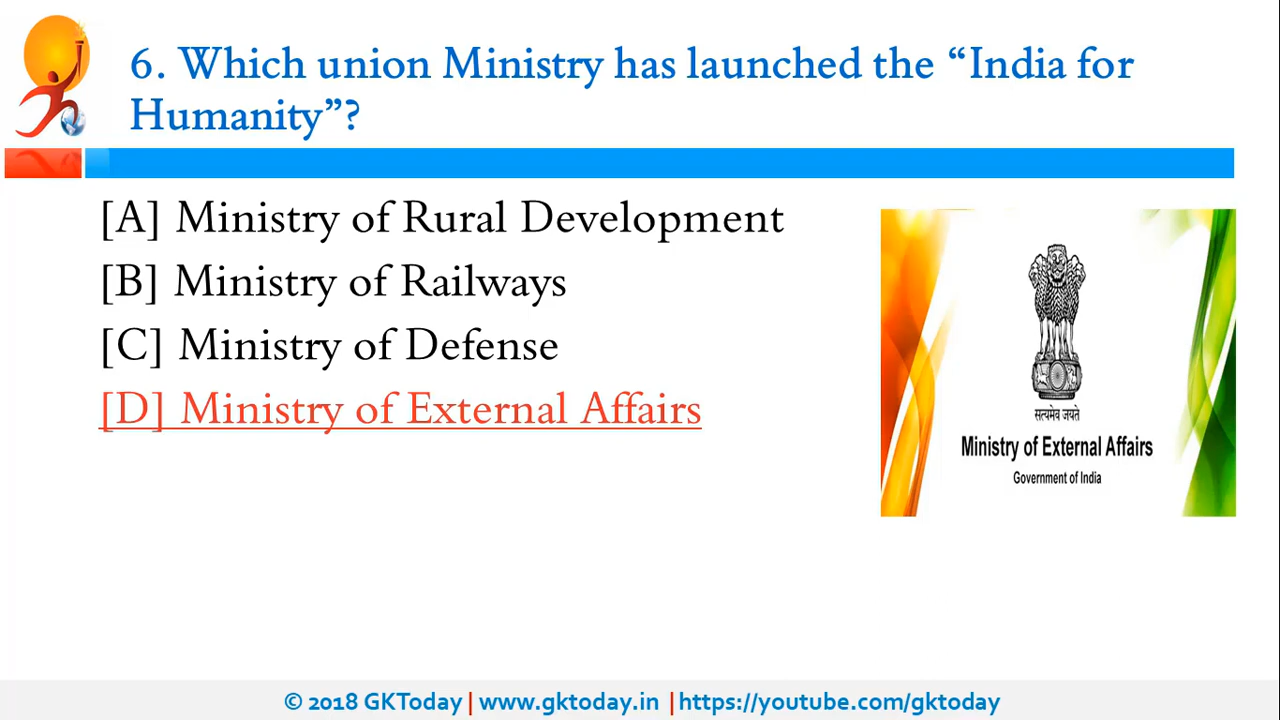 6. Which union Ministry has launched the “India for
Humanity”?
[A] Ministry of Rural Development
[B] Ministry of Railways
[C] Ministry of Defense
[D] Ministry of External Affairs
सत्यमेव जयते
Ministry of External Affairs
Government of India
© 2018 GKToday | www.gktoday.in | https://youtube.com/gktoday